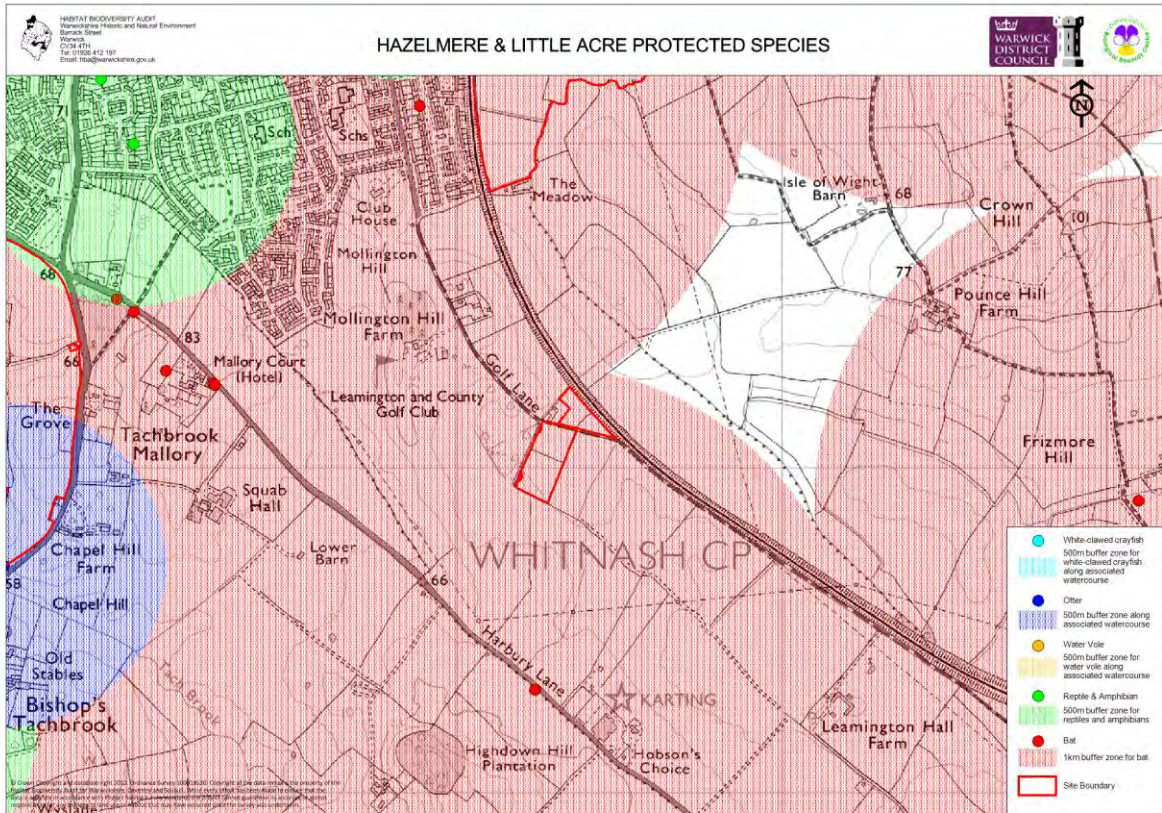 HABITAT BIODIVERSITY AUDIT
Warwickshire Historic and Natural Environment
Barrack Street
Warwick
CV34 4TH
Tel: 01926 412 197
Email: hba@warwickshire.gov.uk
HAZELMERE & LITTLE ACRE PROTECTED SPECIES
WARWICK
DISTRICT
COUNCIL
N
71
Sch
Schs
The
Meadow
Isle of Wight
Barn
68
Crown
Hill
Club
House
Mollington
Hill
77
68
Pounce Hill
Farm
Mollington Hill
Farm
83
66
Mallory Court
(Hotel)
Golf Lane
Leamington and County
Golf Club
The
Grove
Tachbrook
Mallory
Frizmore
Hill
Squab
Hall
Chapel Hill
Farm
Lower
Barn
WHITNASH CP
58
Chapel Hill
66
Old
Stables
Harbury Lane
Tach Brook
KARTING
Bishop's
Tachbrook
Leamington Hall
Farm
Highdown Hill
Plantation
Hobson's
Choice
White-clawed crayfish
500m buffer zone for
white-clawed crayfish
along associated
watercourse
Otter
500m buffer zone along
associated watercourse
Water Vole
500m buffer zone for
water vole along
associated watercourse
Reptile & Amphibian
500m buffer zone for
reptiles and amphibians
Bat
1km buffer zone for bat
Site Boundary